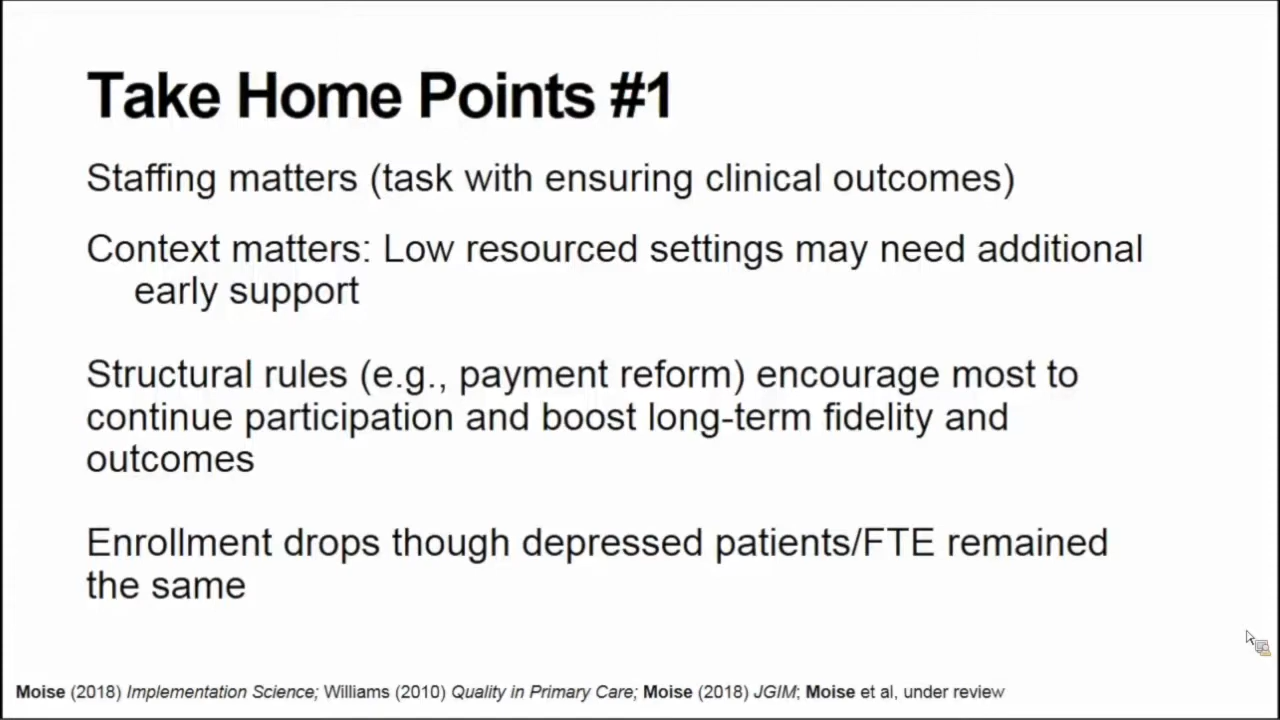 Take Home Points #1
Staffing matters (task with ensuring clinical outcomes)
Context matters: Low resourced settings may need additional
early support
Structural rules (e.g., payment reform) encourage most to
continue participation and boost long-term fidelity and
outcomes
Enrollment drops though depressed patients/FTE remained
the same
Moise (2018) Implementation Science; Williams (2010) Quality in Primary Care; Moise (2018) JGIM; Moise et al, under review